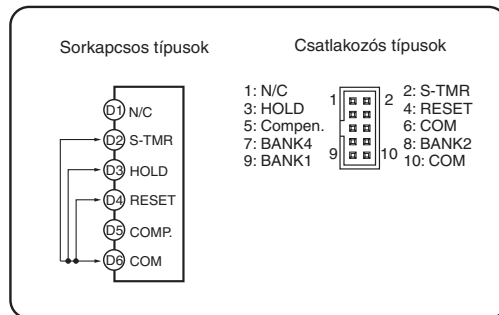 Sorkapcsos típusok
D1 N/C
D2 S-TMR
D3 HOLD
D4 RESET
D5 COMP.
D6 COM
Csatlakozós típusok
1: N/C
3: HOLD
5: Compen.
7: BANK4
9: BANK1
1 2
9 10
2: S-TMR
4: RESET
6: COM
8: BANK2
10: COM